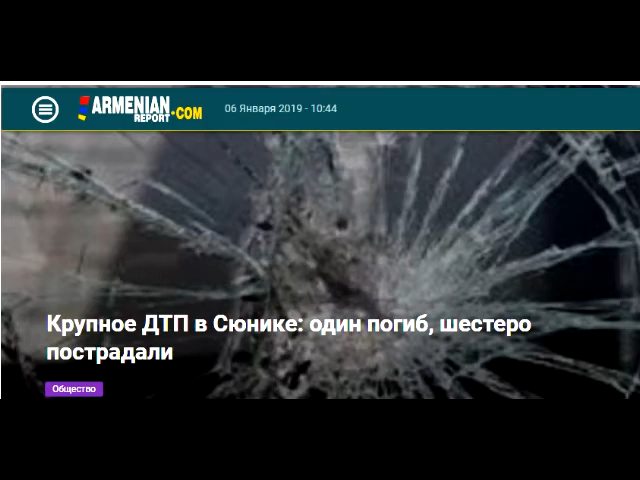 ARMENIAN
REPORT .COM
06 Января 2019 - 10:44
Крупное ДТП в Сюнике: один погиб, шестеро
пострадали
Общество